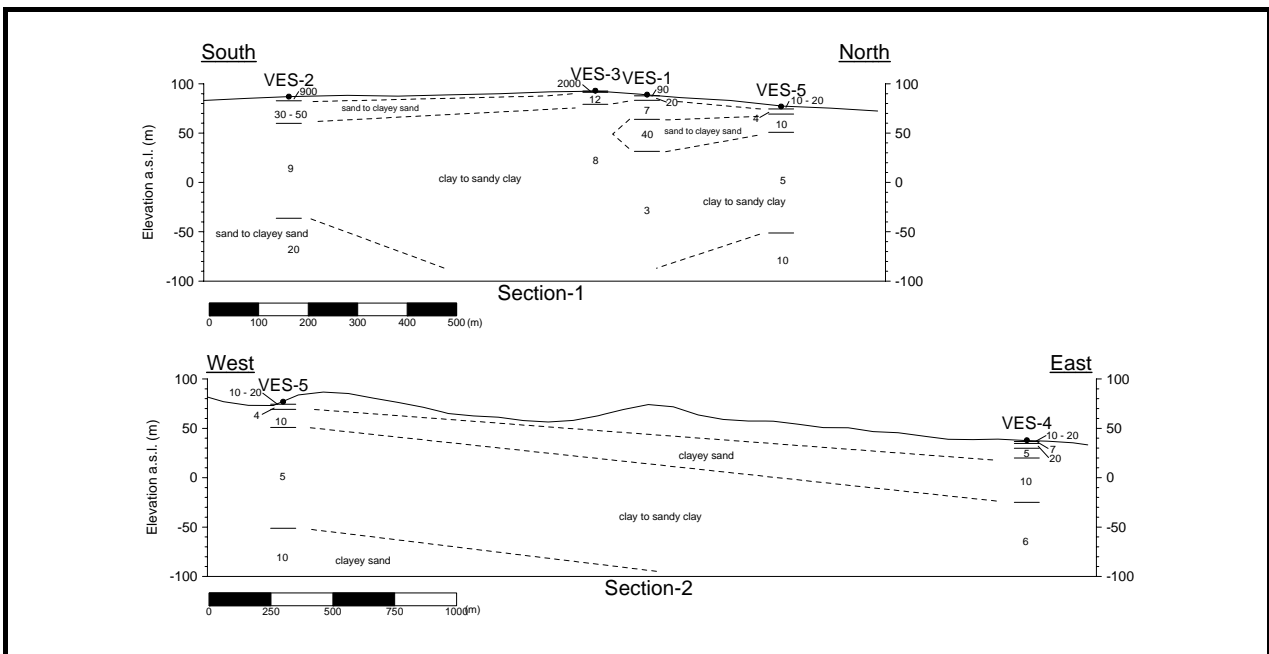 South North
VES-2 VES-3 VES-1 VES-5
100 900 2000 90 20 10 - 20 100
30 - 50 sand to clayey sand 12 7 4 10
50 40 sand to clayey sand 50
9 8 5
0 clay to sandy clay 0
3 clay to sandy clay
-50 sand to clayey sand -50
20 10
-100 -100
Elevation a.s.l. (m)
Section-1
0 100 200 300 400 500 (m)
West East
VES-5 VES-4
100 100
10 - 20
4 10
50 10 - 20 50
7
5 20
clayey sand
5 10
0 0
clay to sandy clay
-50 6 -50
10 clayey sand
-100 -100
Elevation a.s.l. (m)
Section-2
0 250 500 750 1000 (m)